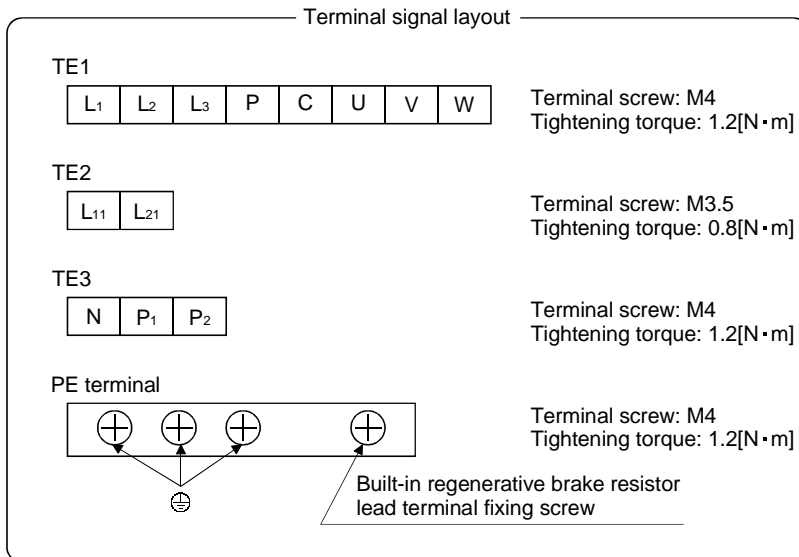 Terminal signal layout
TE1
L1 L2 L3 P C U V W
Terminal screw: M4
Tightening torque: 1.2[N・m]
TE2
L11 L21
Terminal screw: M3.5
Tightening torque: 0.8[N・m]
TE3
N P1 P2
Terminal screw: M4
Tightening torque: 1.2[N・m]
PE terminal
Terminal screw: M4
Tightening torque: 1.2[N・m]
Built-in regenerative brake resistor
lead terminal fixing screw